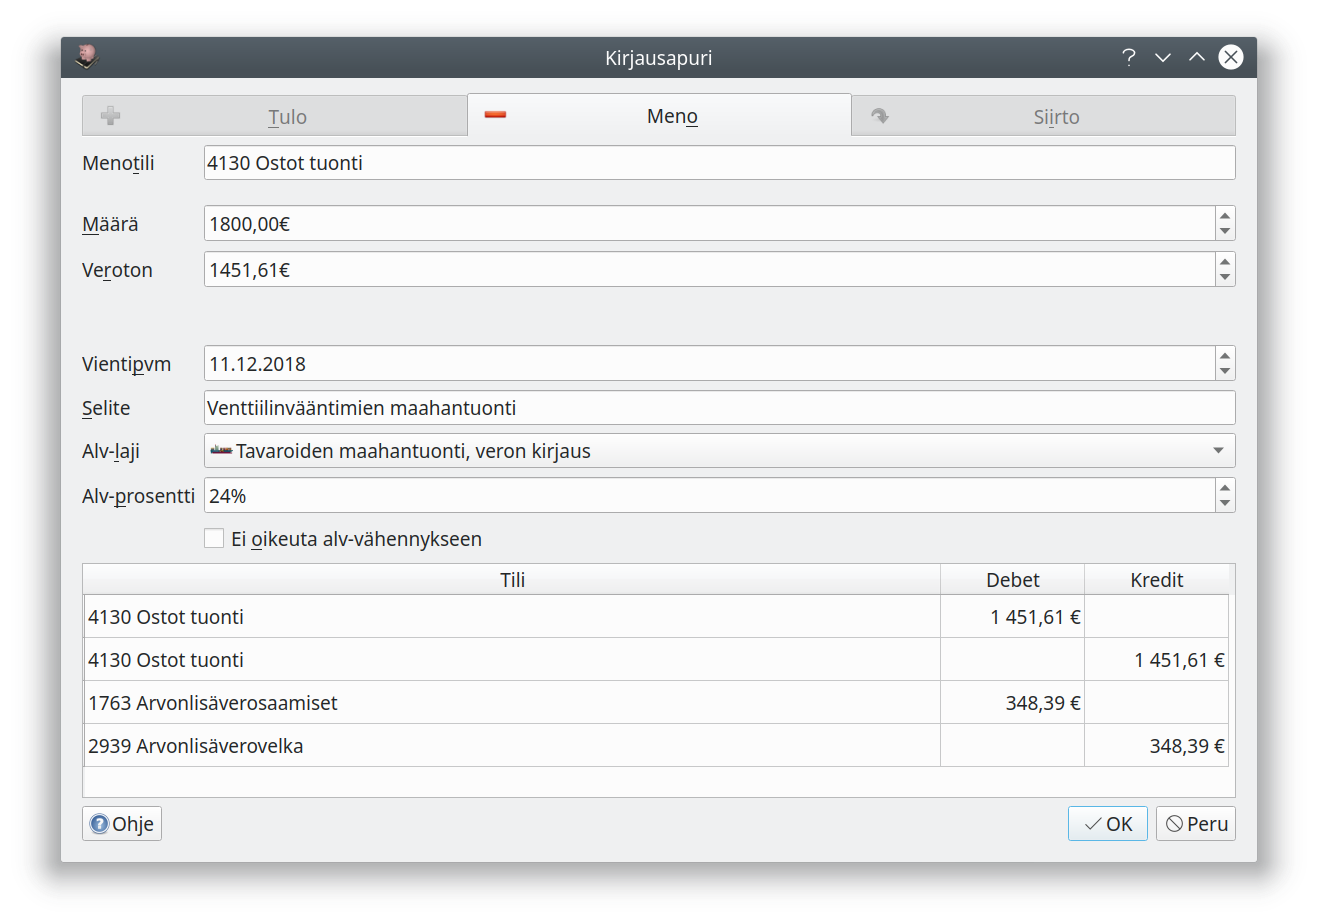 Kirjausapuri
Tulo Meno Siirto
Menotili 4130 Ostot tuonti
Määrä 1800,00€
Veroton 1451,61€
Vientipvm 11.12.2018
Selite Venttiilinvääntimien maahantuonti
Alv-laji Tavaroiden maahantuonti, veron kirjaus
Alv-prosentti 24%
Ei oikeuta alv-vähennykseen
Tili Debet Kredit
4130 Ostot tuonti 1 451,61 €
4130 Ostot tuonti 1 451,61 €
1763 Arvonlisäverosaamiset 348,39 €
2939 Arvonlisäverovelka 348,39 €
Ohje OK Peru